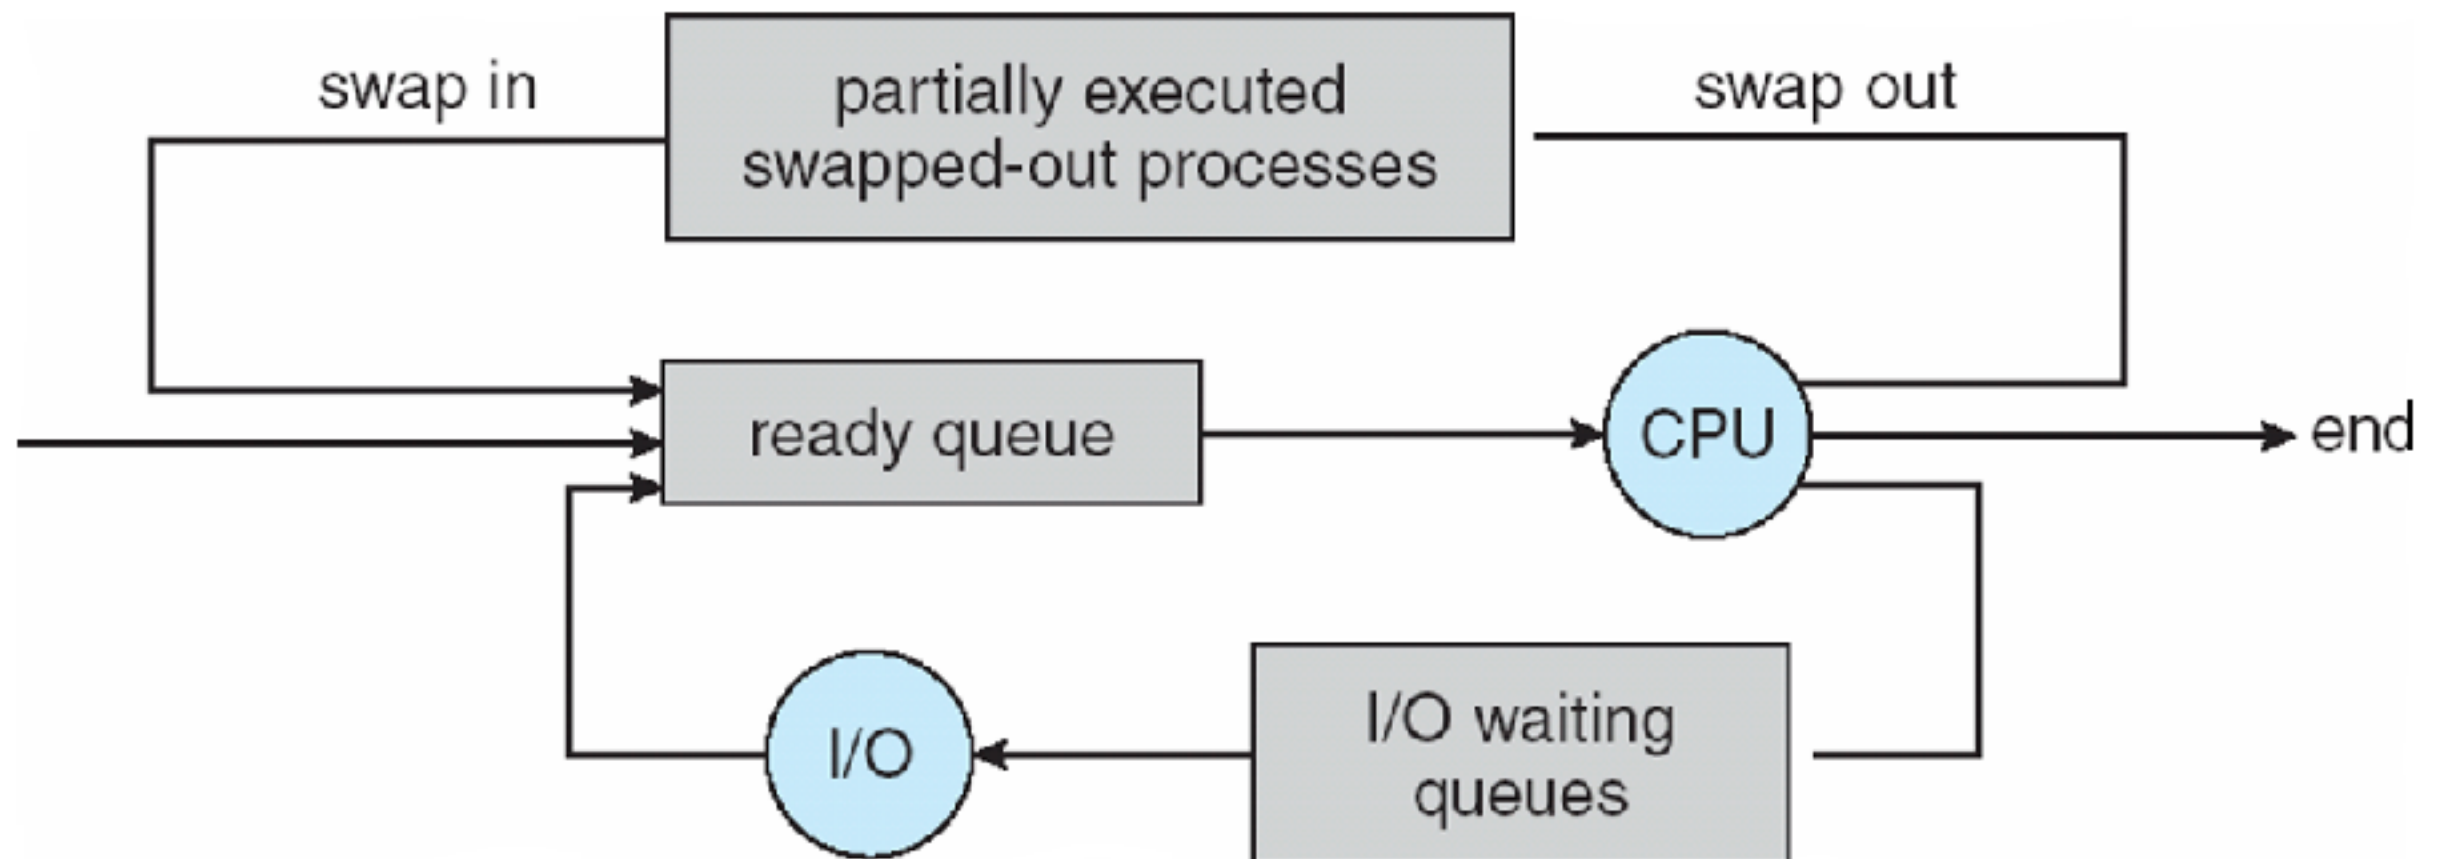 swap in
partially executed
swapped-out processes
swap out
ready queue
CPU
end
I/O
I/O waiting
queues